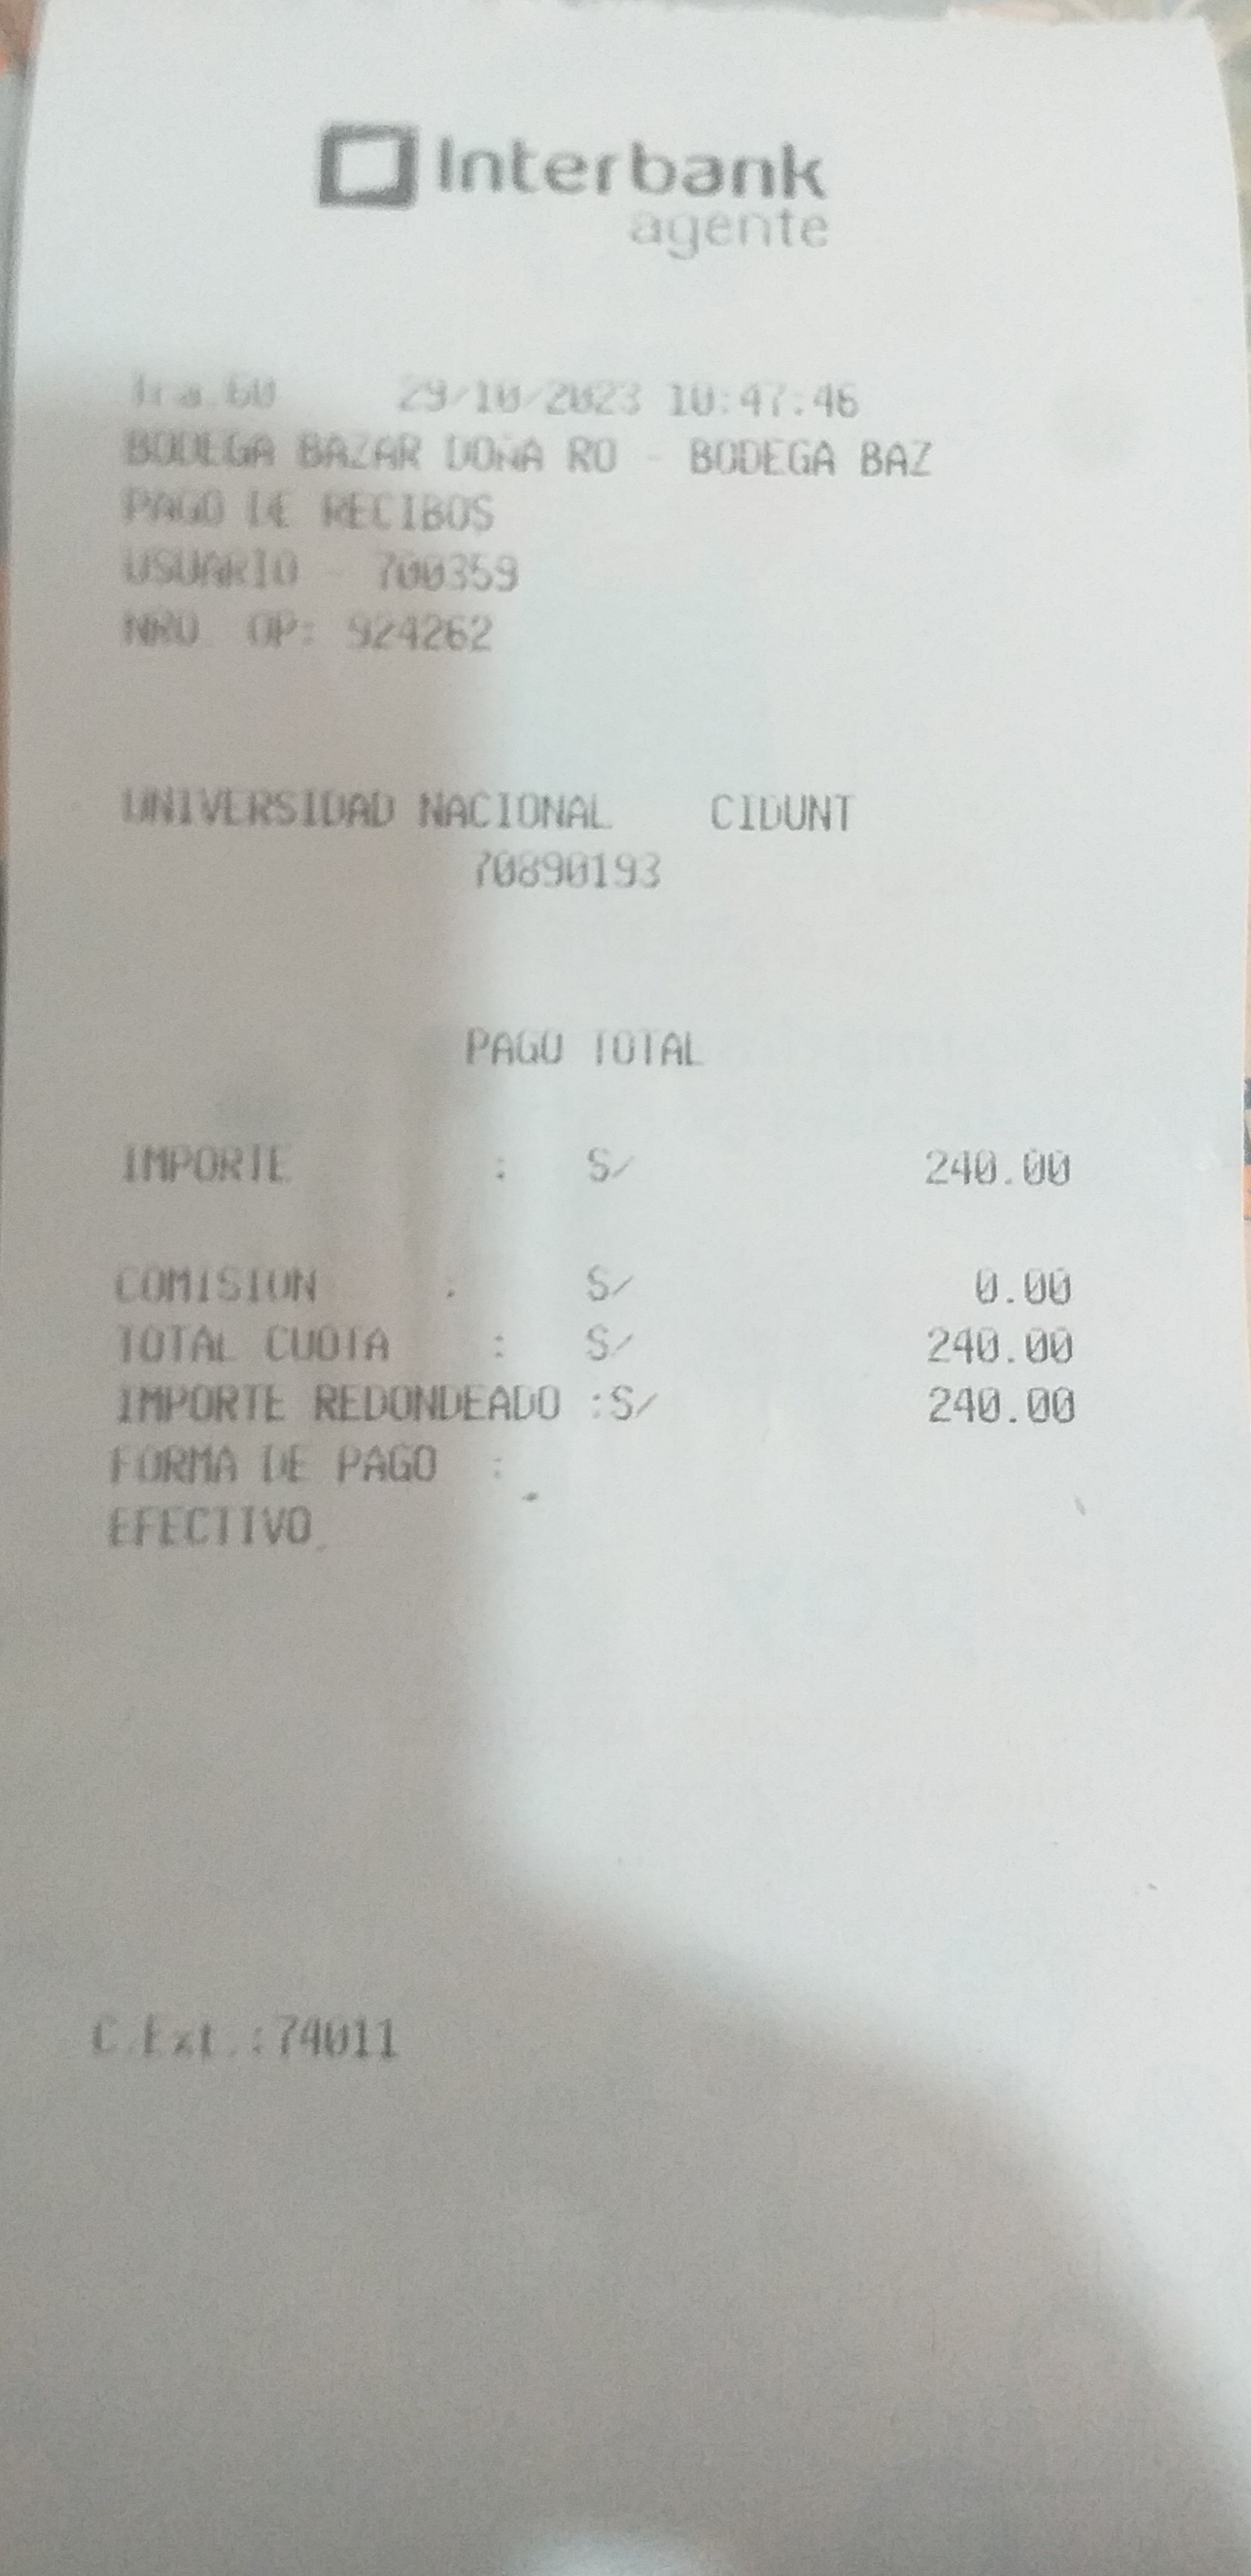 Interbank
agente
Tra.60 29/10/2023 10:47:46
BODEGA BAZAR DOÑA RO - BODEGA BAZ
PAGO DE RECIBOS
USUARIO - 700359
NRO. OP: 924262
UNIVERSIDAD NACIONAL CIDUNT
70890193
PAGO TOTAL
IMPORTE : S/ 240.00
COMISION : S/ 0.00
TOTAL CUOTA : S/ 240.00
IMPORTE REDONDEADO :S/ 240.00
FORMA DE PAGO :
EFECTIVO
C.Ext.:74011